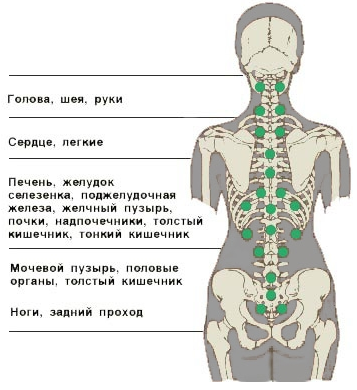 Голова, шея, руки
Сердце, легкие
Печень, желудок
селезенка, поджелудочная
железа, желчный пузырь,
почки, надпочечники, толстый
кишечник, тонкий кишечник
Мочевой пузырь, половые
органы, толстый кишечник
Ноги, задний проход